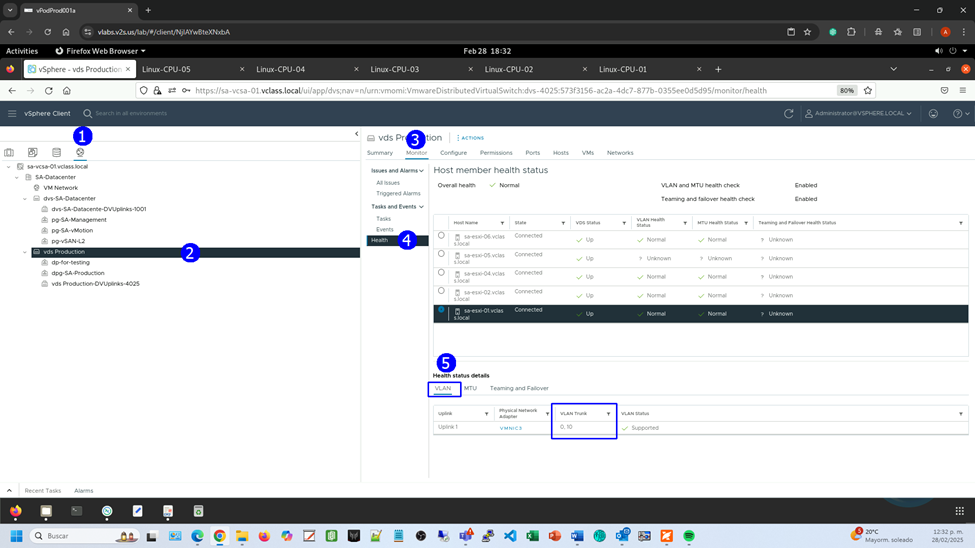 vPodProd001a
vlabs.v2s.us/lab/#/client/NjlAYwBteXNxbA
Activities
Firefox Web Browser
Feb 28 18:32
vSphere - vds Production
Linux-CPU-05
Linux-CPU-04
Linux-CPU-03
Linux-CPU-02
Linux-CPU-01
https://sa-vcsa-01.vclass.local/ui/app/dvs;nav=n/urn:vmomi:VmwareDistributedVirtualSwitch:dvs-4025:573f3156-ac2a-4dc7-877b-0355ee0d5d95/monitor/health
80%
vSphere Client
Search in all environments
Administrator@VSPHERE.LOCAL
1
sa-vcsa-01.vclass.local
SA-Datacenter
VM Network
dvs-SA-Datacenter
dvs-SA-Datacente-DVUplinks-1001
pg-SA-Management
pg-SA-vMotion
pg-vSAN-L2
vds Production
2
dp-for-testing
dpg-SA-Production
vds Production-DVUplinks-4025
vds Production
3
ACTIONS
Summary Monitor Configure Permissions Ports Hosts VMs Networks
Issues and Alarms
All Issues
Triggered Alarms
Tasks and Events
Tasks
Events
Health
4
Host member health status
Overall health Normal VLAN and MTU health check Enabled
Teaming and failover health check Enabled
Host Name State VDS Status VLAN Health Status MTU Health Status Teaming and Failover Health Status
sa-esxi-06.vclass.local Connected Up Normal Normal Unknown
sa-esxi-05.vclass.local Connected Up Unknown Unknown Unknown
sa-esxi-04.vclass.local Connected Up Normal Normal Unknown
sa-esxi-02.vclass.local Connected Up Normal Normal Unknown
sa-esxi-01.vclass.local Connected Up Normal Normal Unknown
5
Health status details
VLAN MTU Teaming and Failover
Uplink Physical Network Adapter VLAN Trunk VLAN Status
Uplink 1 VMNIC3 0, 10 Supported
Recent Tasks Alarms
Buscar
20°C
Mayorm. soleado
12:32 p. m.
28/02/2025